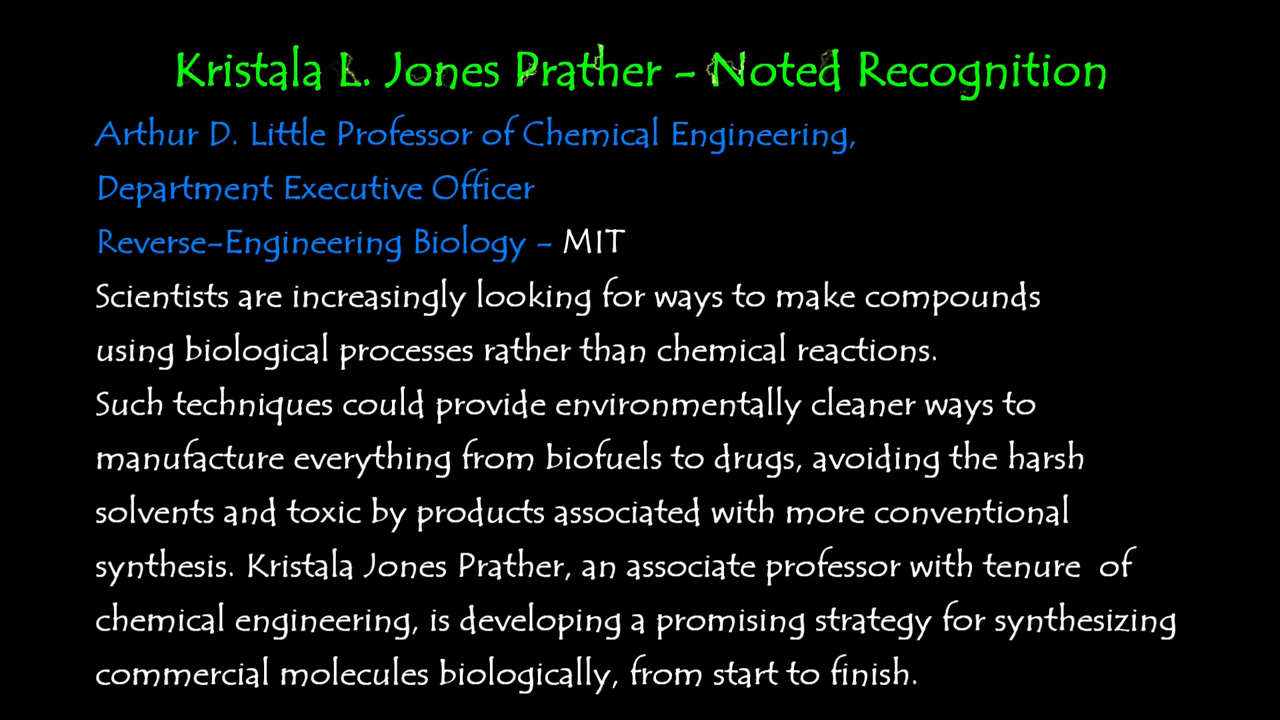 Kristala L. Jones Prather - Noted Recognition
Arthur D. Little Professor of Chemical Engineering,
Department Executive Officer
Reverse-Engineering Biology - MIT
Scientists are increasingly looking for ways to make compounds
using biological processes rather than chemical reactions.
Such techniques could provide environmentally cleaner ways to
manufacture everything from biofuels to drugs, avoiding the harsh
solvents and toxic by products associated with more conventional
synthesis. Kristala Jones Prather, an associate professor with tenure of
chemical engineering, is developing a promising strategy for synthesizing
commercial molecules biologically, from start to finish.